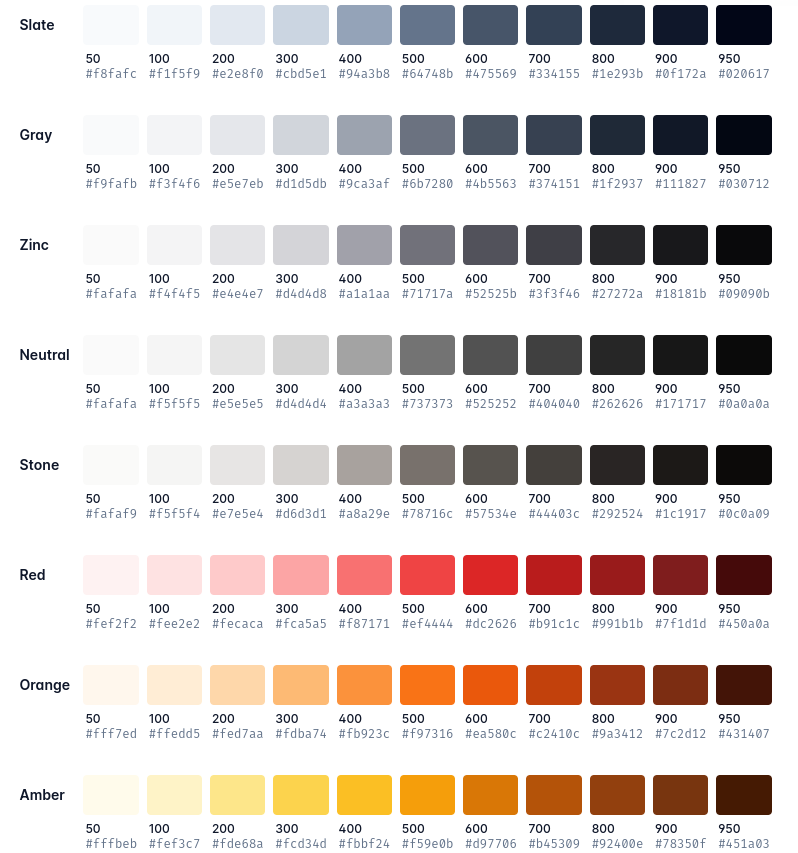 Slate
50 100 200 300 400 500 600 700 800 900 950
#f8fafc #f1f5f9 #e2e8f0 #cbd5e1 #94a3b8 #64748b #475569 #334155 #1e293b #0f172a #020617
Gray
50 100 200 300 400 500 600 700 800 900 950
#f9fafb #f3f4f6 #e5e7eb #d1d5db #9ca3af #6b7280 #4b5563 #374151 #1f2937 #111827 #030712
Zinc
50 100 200 300 400 500 600 700 800 900 950
#fafafa #f4f4f5 #e4e4e7 #d4d4d8 #a1a1aa #71717a #52525b #3f3f46 #27272a #18181b #09090b
Neutral
50 100 200 300 400 500 600 700 800 900 950
#fafafa #f5f5f5 #e5e5e5 #d4d4d4 #a3a3a3 #737373 #525252 #404040 #262626 #171717 #0a0a0a
Stone
50 100 200 300 400 500 600 700 800 900 950
#fafaf9 #f5f5f4 #e7e5e4 #d6d3d1 #a8a29e #78716c #57534e #44403c #292524 #1c1917 #0c0a09
Red
50 100 200 300 400 500 600 700 800 900 950
#fef2f2 #fee2e2 #fecaca #fca5a5 #f87171 #ef4444 #dc2626 #b91c1c #991b1b #7f1d1d #450a0a
Orange
50 100 200 300 400 500 600 700 800 900 950
#fff7ed #ffedd5 #fed7aa #fdba74 #fb923c #f97316 #ea580c #c2410c #9a3412 #7c2d12 #431407
Amber
50 100 200 300 400 500 600 700 800 900 950
#fffbeb #fef3c7 #fde68a #fcd34d #fbbf24 #f59e0b #d97706 #b45309 #92400e #78350f #451a03